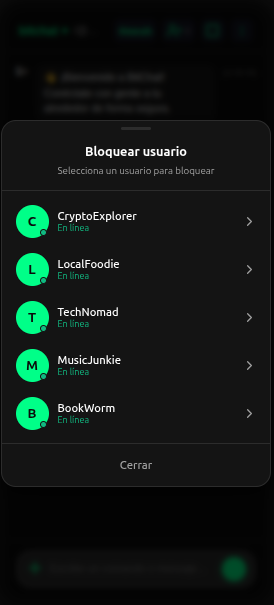 Bloquear usuario
Selecciona un usuario para bloquear
C
CryptoExplorer
En línea
L
LocalFoodie
En línea
T
TechNomad
En línea
M
MusicJunkie
En línea
B
BookWorm
En línea
Cerrar